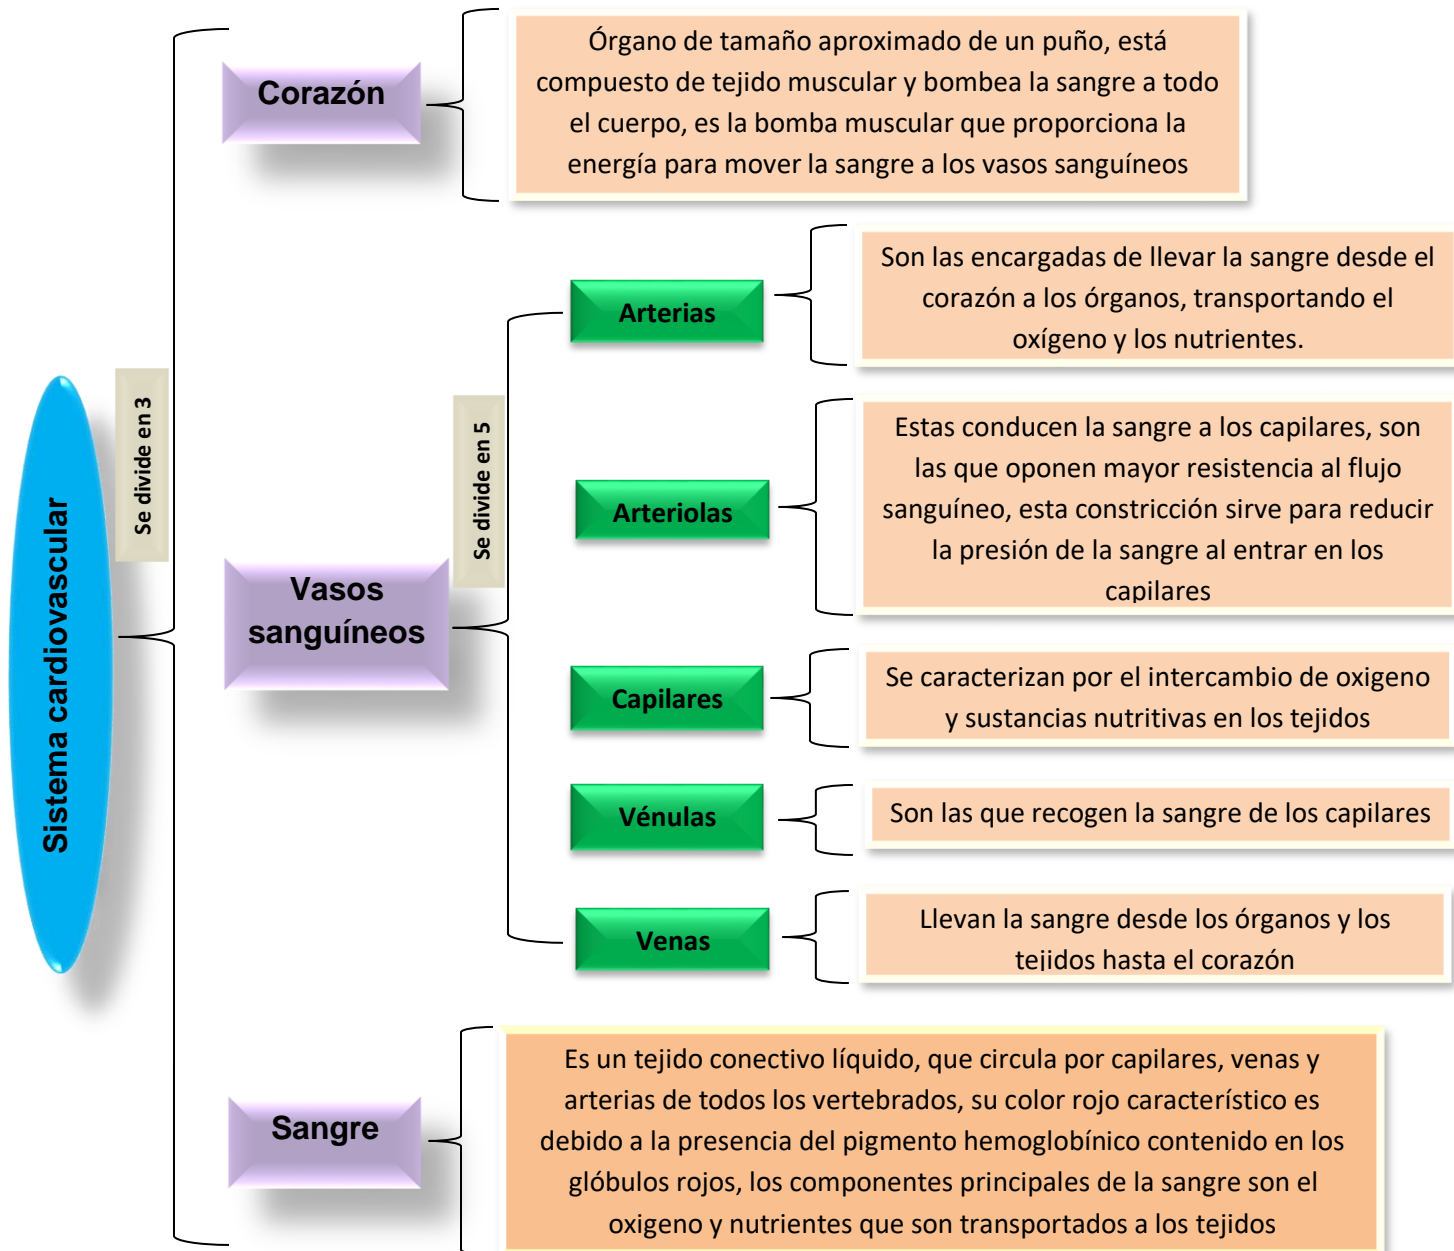 Sistema cardiovascular
Se divide en 3
Corazón
Órgano de tamaño aproximado de un puño, está
compuesto de tejido muscular y bombea la sangre a todo
el cuerpo, es la bomba muscular que proporciona la
energía para mover la sangre a los vasos sanguíneos
Vasos
sanguíneos
Se divide en 5
Arterias
Son las encargadas de llevar la sangre desde el
corazón a los órganos, transportando el
oxígeno y los nutrientes.
Arteriolas
Estas conducen la sangre a los capilares, son
las que oponen mayor resistencia al flujo
sanguíneo, esta constricción sirve para reducir
la presión de la sangre al entrar en los
capilares
Capilares
Se caracterizan por el intercambio de oxigeno
y sustancias nutritivas en los tejidos
Vénulas
Son las que recogen la sangre de los capilares
Venas
Llevan la sangre desde los órganos y los
tejidos hasta el corazón
Sangre
Es un tejido conectivo líquido, que circula por capilares, venas y
arterias de todos los vertebrados, su color rojo característico es
debido a la presencia del pigmento hemoglobínico contenido en los
glóbulos rojos, los componentes principales de la sangre son el
oxigeno y nutrientes que son transportados a los tejidos